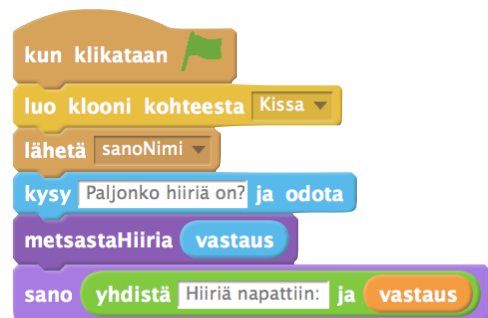 kun klikataan
luo klooni kohteesta Kissa
lähetä sanoNimi
kysy Paljonko hiiriä on? ja odota
metsastaHiiria vastaus
sano yhdistä Hiiriä napattiin: ja vastaus